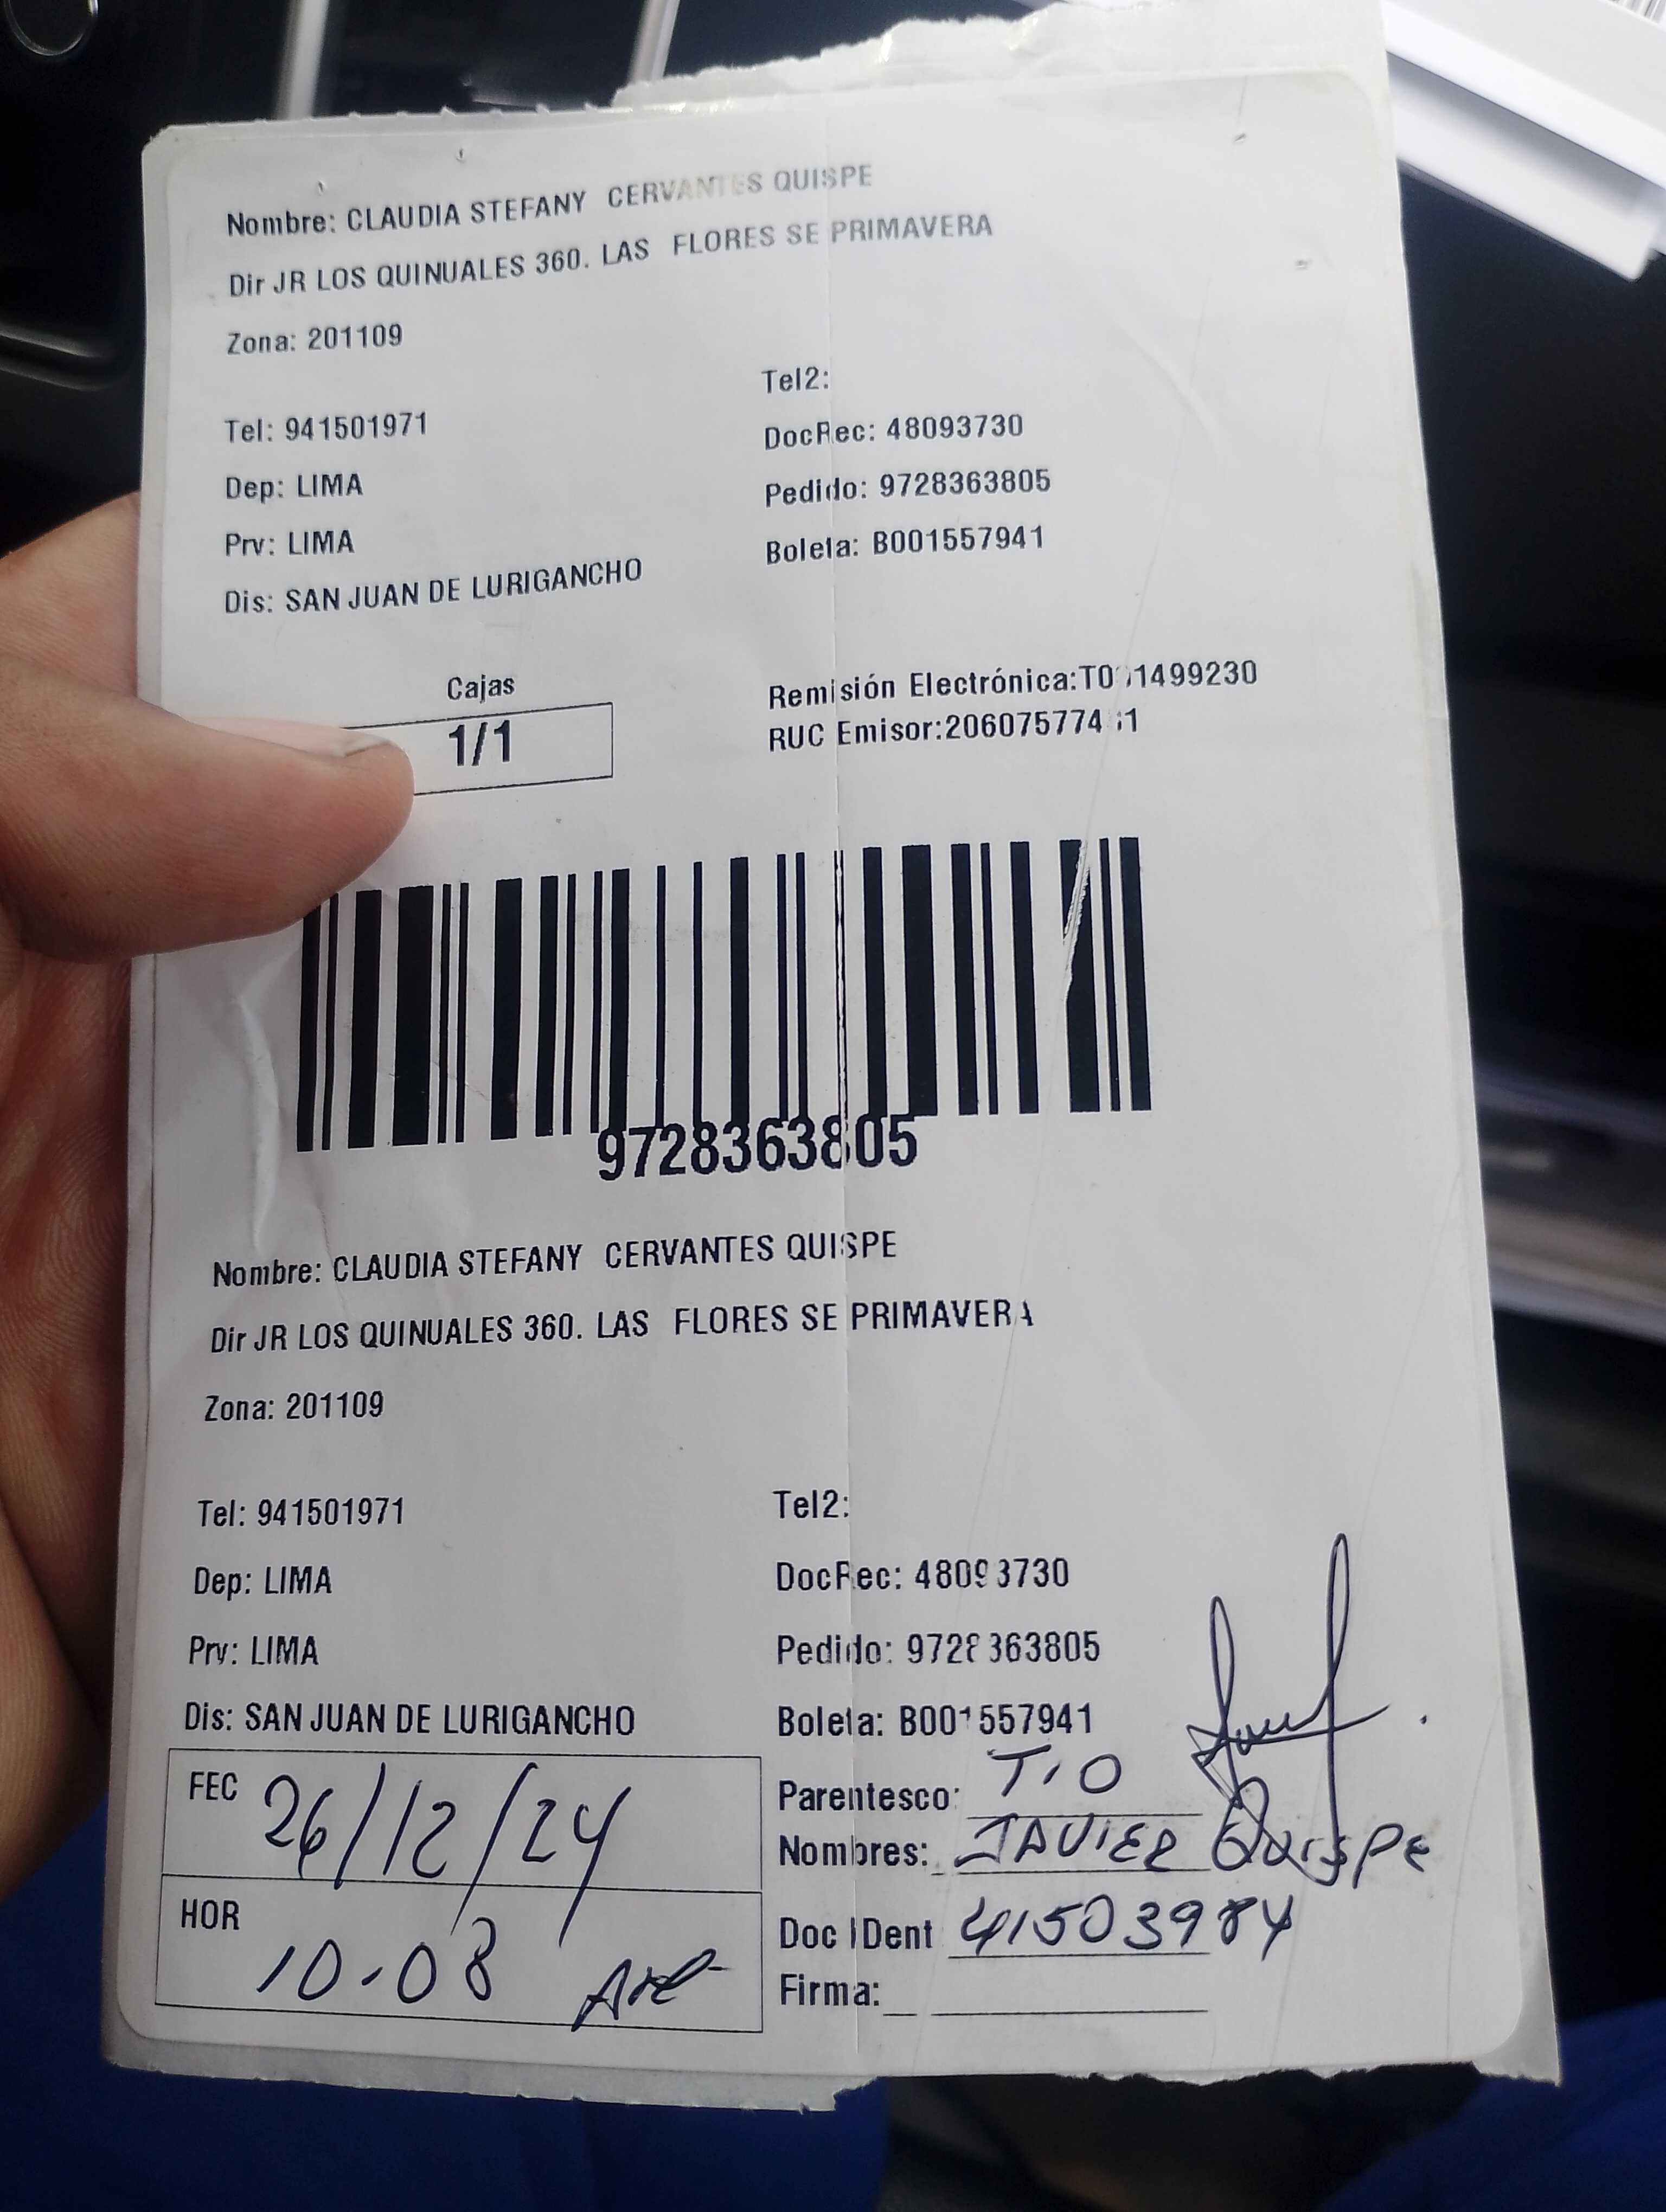 Nombre: CLAUDIA STEFANY CERVANTES QUISPE
Dir JR LOS QUINUALES 360. LAS FLORES SE PRIMAVERA
Zona: 201109
Tel2:
Tel: 941501971 DocRec: 48093730
Dep: LIMA Pedido: 9728363805
Prv: LIMA Boleta: B001557941
Dis: SAN JUAN DE LURIGANCHO
Cajas Remisión Electrónica:
1/1 RUC Emisor:
9728363805
Nombre: CLAUDIA STEFANY CERVANTES QUISPE
Dir JR LOS QUINUALES 360. LAS FLORES SE PRIMAVERA
Zona: 201109
Tel: 941501971 Tel2:
Dep: LIMA DocRec: 48093730
Prv: LIMA Pedido: 9728363805
Dis: SAN JUAN DE LURIGANCHO Boleta: B001557941
FEC 26/12/24 Parentesco: TIO
Nombres: JAVIER QUISPE
HOR 10.08 Doc IDent 41503984
Firma: